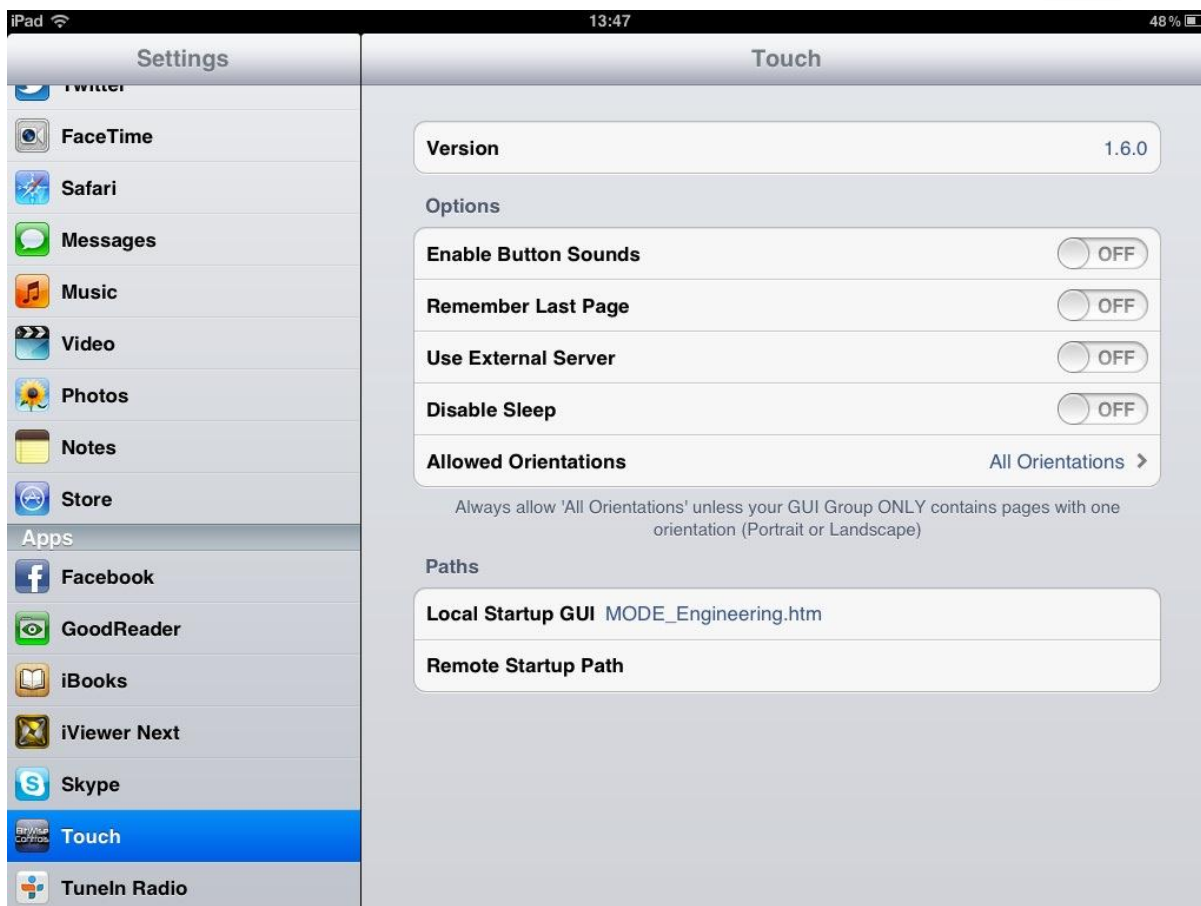 iPad
13:47
48%
Settings
Touch
Twitter
FaceTime
Safari
Messages
Music
Video
Photos
Notes
Store
Apps
Facebook
GoodReader
iBooks
iViewer Next
Skype
BitWise
Controls
Touch
TuneIn Radio
Version 1.6.0
Options
Enable Button Sounds OFF
Remember Last Page OFF
Use External Server OFF
Disable Sleep OFF
Allowed Orientations All Orientations >
Always allow 'All Orientations' unless your GUI Group ONLY contains pages with one
orientation (Portrait or Landscape)
Paths
Local Startup GUI MODE_Engineering.htm
Remote Startup Path